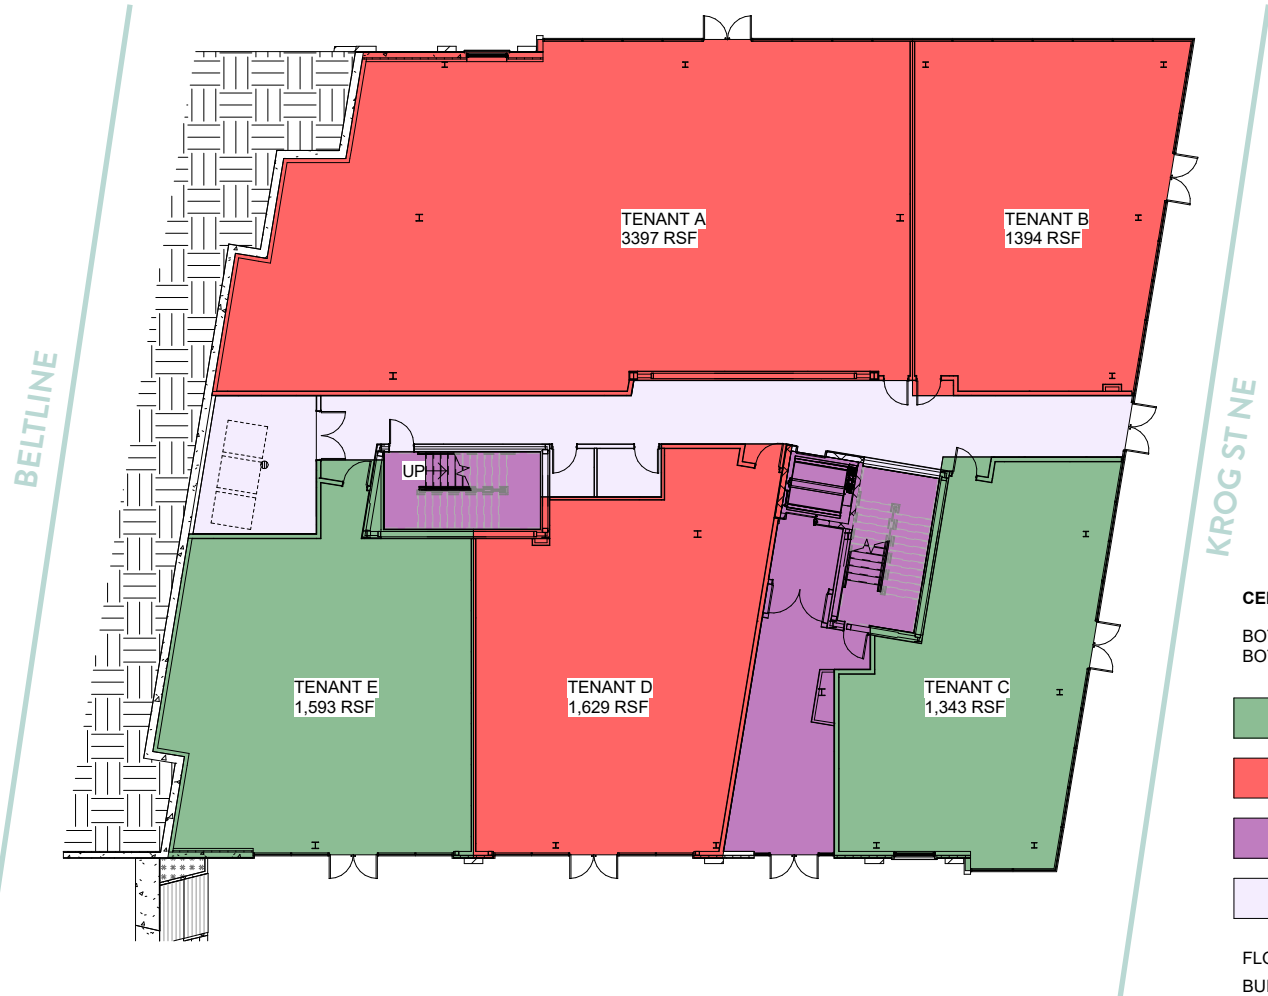 BELTLINE
TENANT A
3397 RSF
TENANT B
1394 RSF
KROG ST NE
UP
TENANT E
1,593 RSF
TENANT D
1,629 RSF
TENANT C
1,343 RSF